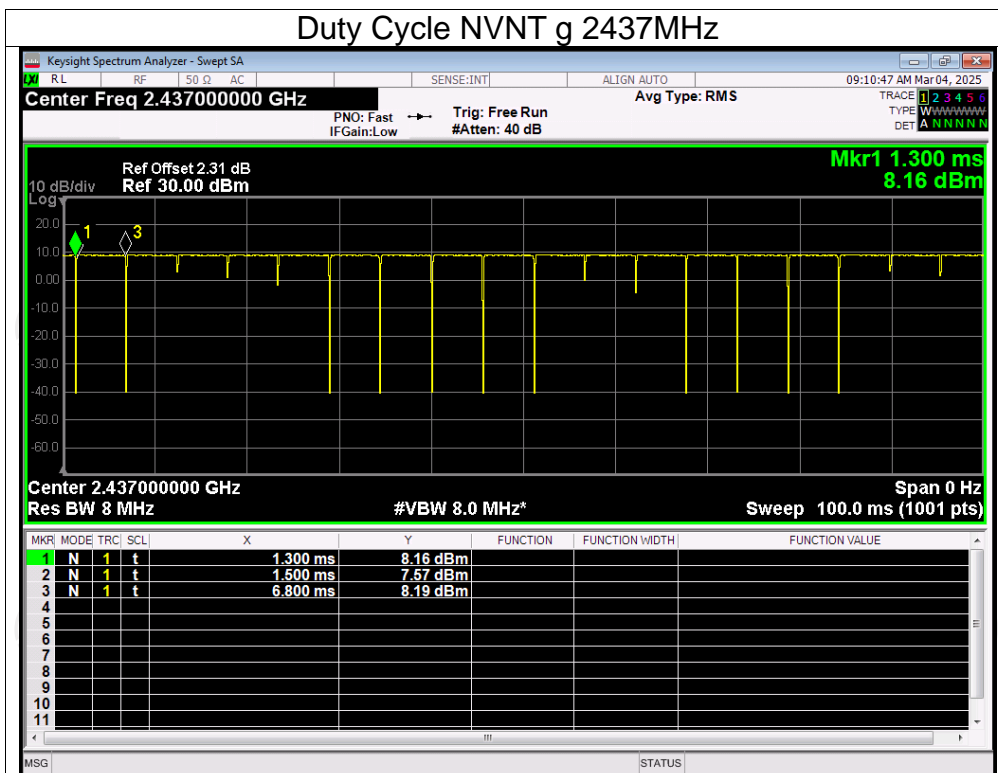 Duty Cycle NVNT g 2437MHz
Keysight Spectrum Analyzer - Swept SA
LXI RL RF 50 Ω AC SENSE:INT ALIGN AUTO 09:10:47 AM Mar 04, 2025
Center Freq 2.437000000 GHz Avg Type: RMS TRACE 1 2 3 4 5 6
PNO: Fast Trig: Free Run TYPE WWWWWW
IFGain:Low #Atten: 40 dB DET A N N N N N
Mkr1 1.300 ms
8.16 dBm
Ref Offset 2.31 dB
10 dB/div Ref 30.00 dBm
Log
20.0
10.0
0.00
-10.0
-20.0
-30.0
-40.0
-50.0
-60.0
1
3
Center 2.437000000 GHz Span 0 Hz
Res BW 8 MHz #VBW 8.0 MHz* Sweep 100.0 ms (1001 pts)
MKR MODE TRC SCL X Y FUNCTION FUNCTION WIDTH FUNCTION VALUE
1 N 1 t 1.300 ms 8.16 dBm
2 N 1 t 1.500 ms 7.57 dBm
3 N 1 t 6.800 ms 8.19 dBm
4
5
6
7
8
9
10
11
MSG STATUS